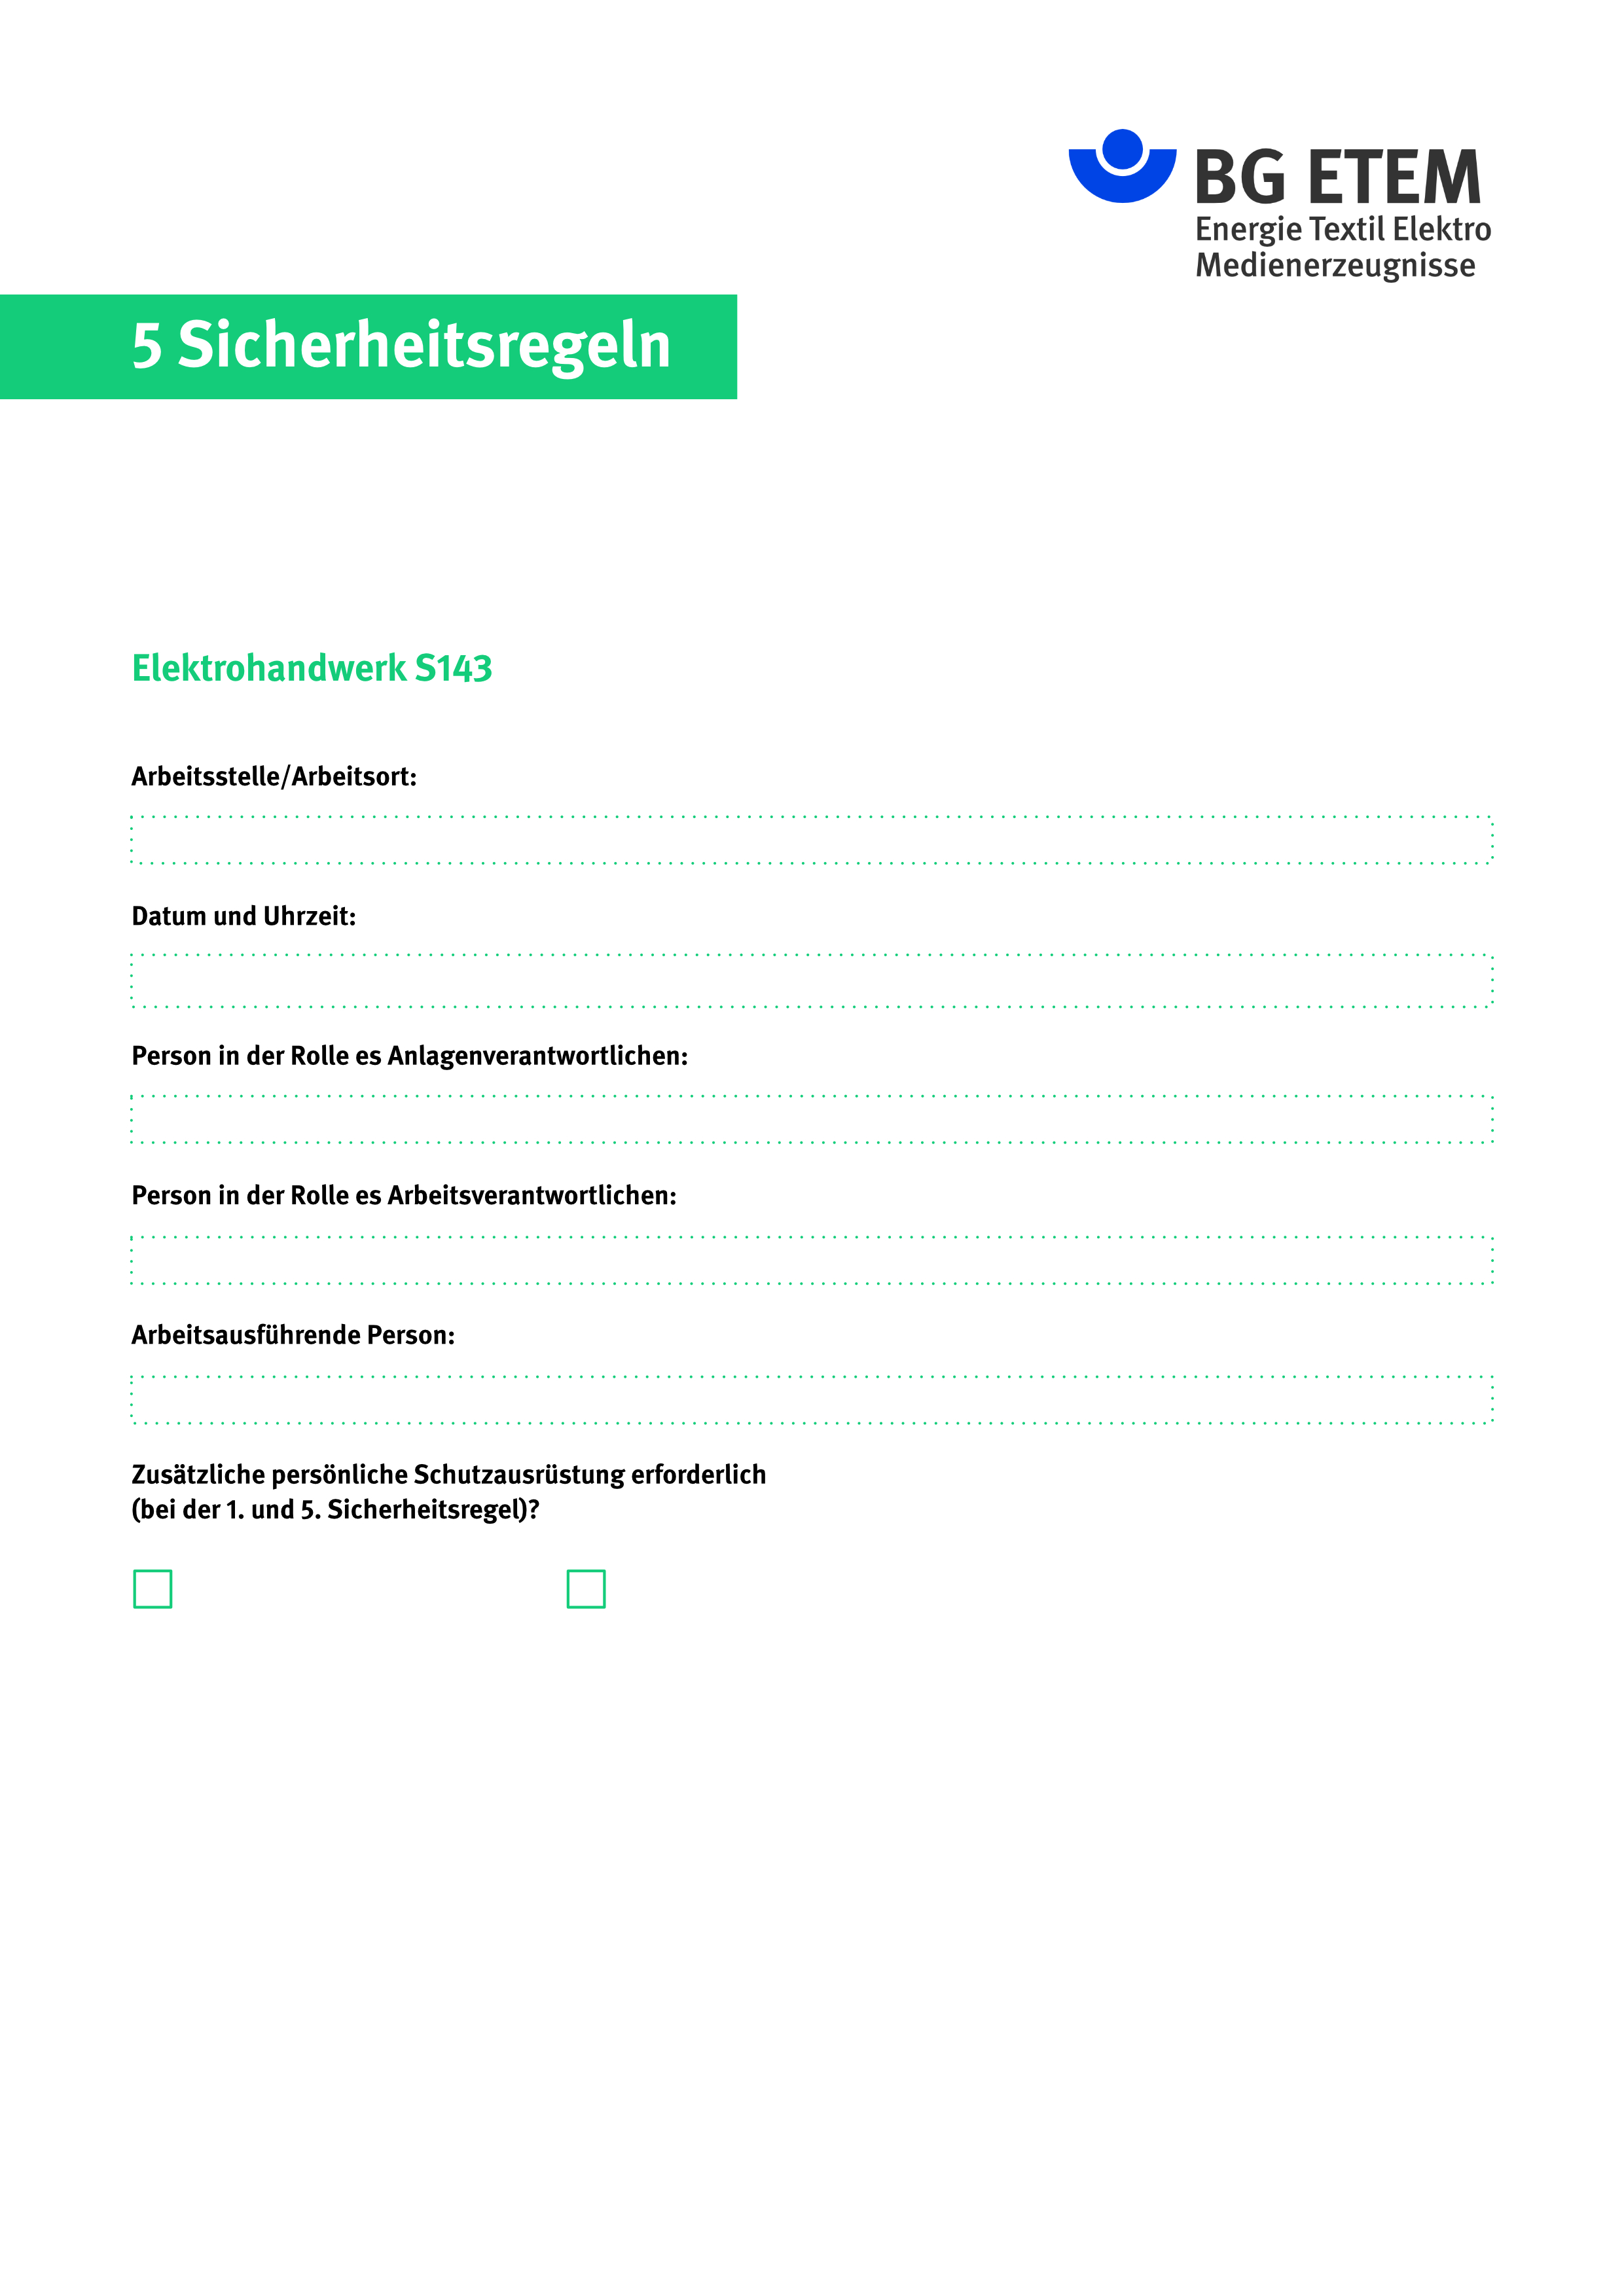 BG ETEM
Energie Textil Elektro
Medienerzeugnisse
5 Sicherheitsregeln
Elektrohandwerk S143
Arbeitsstelle/Arbeitsort:
Datum und Uhrzeit:
Person in der Rolle es Anlagenverantwortlichen:
Person in der Rolle es Arbeitsverantwortlichen:
Arbeitsausführende Person:
Zusätzliche persönliche Schutzausrüstung erforderlich
(bei der 1. und 5. Sicherheitsregel)?